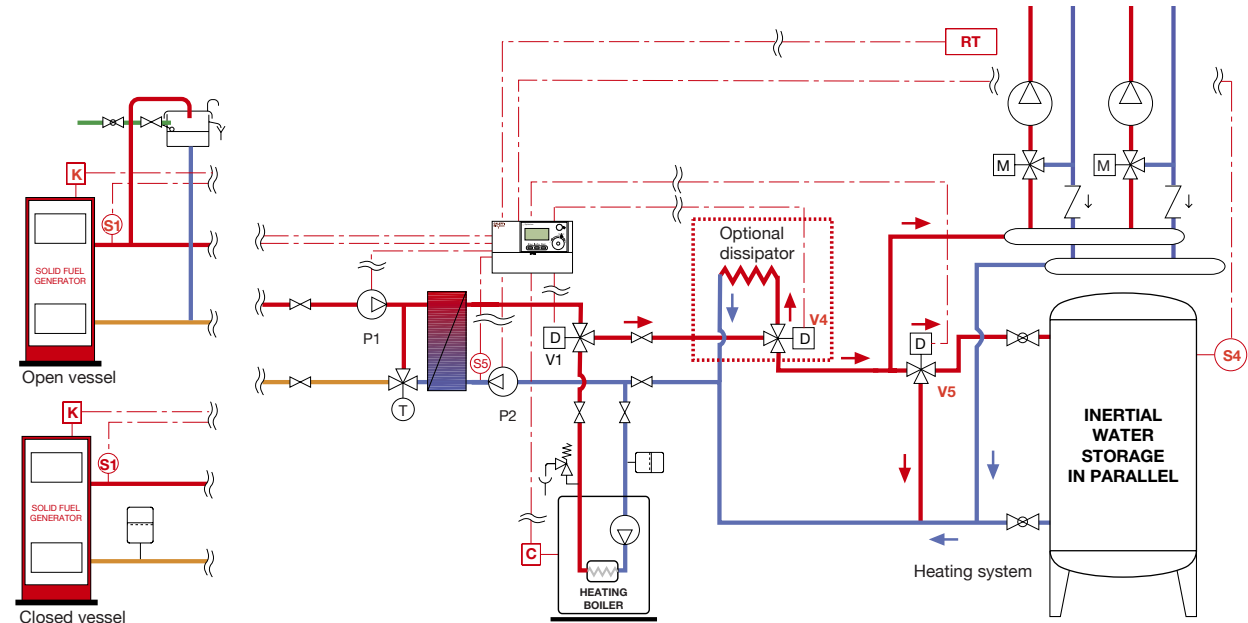 RT
K
S1
SOLID FUEL
GENERATOR
Open vessel
K
S1
SOLID FUEL
GENERATOR
Closed vessel
P1
T
S5
P2
D
V1
C
HEATING
BOILER
Optional
dissipator
V4
D
D
V5
M
M
S4
INERTIAL
WATER
STORAGE
IN PARALLEL
Heating system